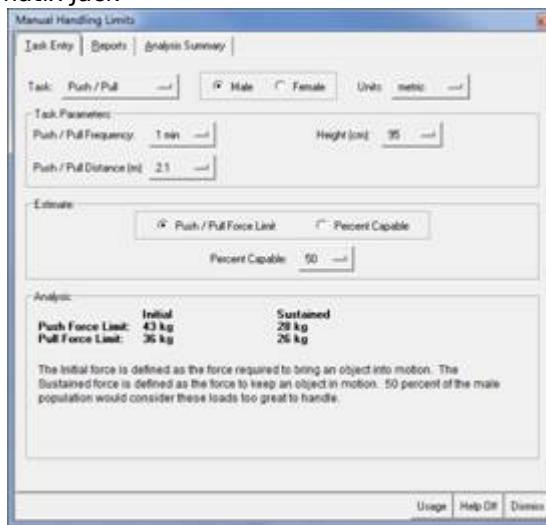 Manual Handling Limits
Task Entry Reports Analysis Summary
Task: Push / Pull Male Female Units: metric
Task Parameters
Push / Pull Frequency: 1 min Height (cm): 95
Push / Pull Distance (m) 2.1
Estimate
Push / Pull Force Limit Percent Capable
Percent Capable: 50
Analysis:
Initial Sustained
Push Force Limit: 43 kg 28 kg
Pull Force Limit: 36 kg 26 kg
The Initial force is defined as the force required to bring an object into motion. The
Sustained force is defined as the force to keep an object in motion. 50 percent of the male
population would consider these loads too great to handle.
Usage Help Off Dismiss